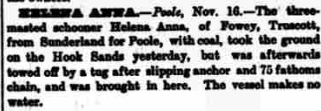 HELENA ANNA.—Poole, Nov. 16.—The three-
masted schooner Helena Anna, of Fowey, Truscott,
from Sunderland for Poole, with coal, took the ground
on the Hook Sands yesterday, but was afterwards
towed off by a tug after slipping anchor and 75 fathoms
chain, and was brought in here. The vessel makes no
water.